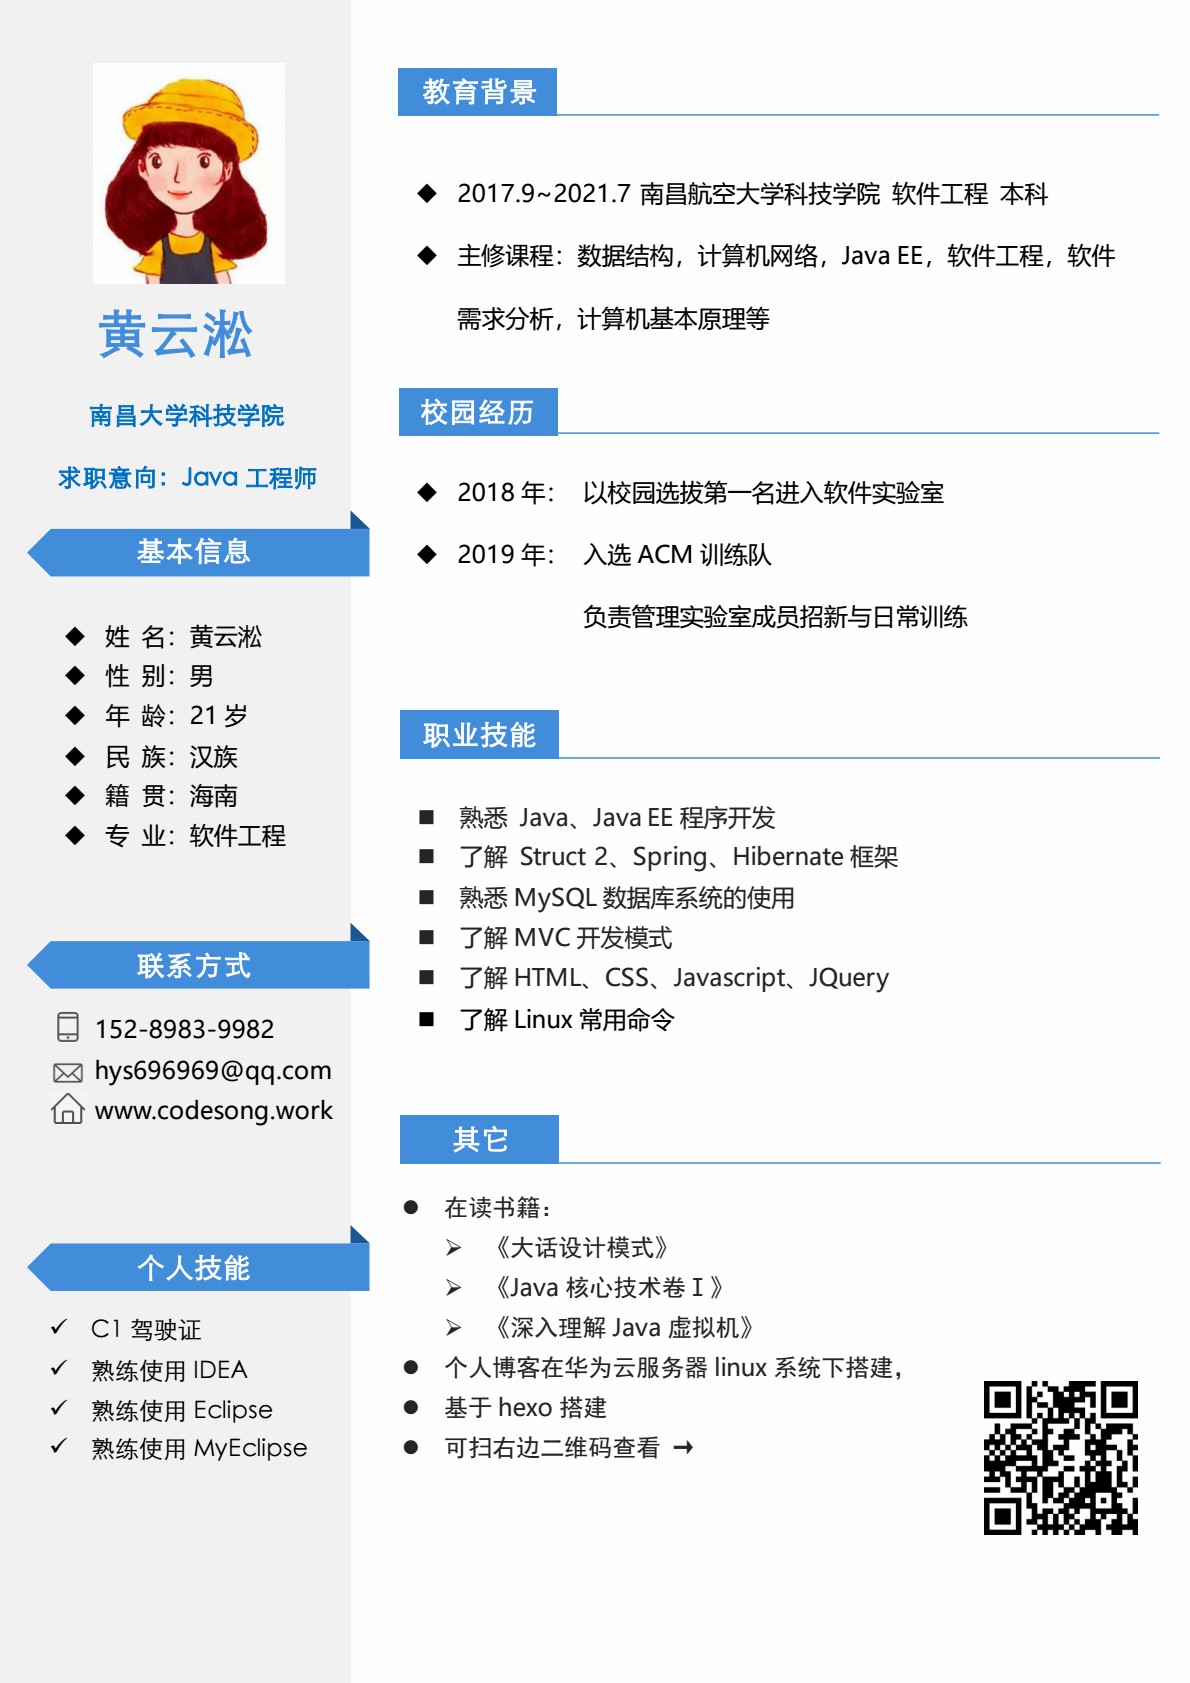 黄云淞
南昌大学科技学院
求职意向：Java 工程师
基本信息
姓 名：黄云淞
性 别：男
年 龄：21 岁
民 族：汉族
籍 贯：海南
专 业：软件工程
联系方式
152-8983-9982
hys696969@qq.com
www.codesong.work
个人技能
C1 驾驶证
熟练使用 IDEA
熟练使用 Eclipse
熟练使用 MyEclipse
教育背景
2017.9~2021.7 南昌航空大学科技学院 软件工程 本科
主修课程：数据结构，计算机网络，Java EE，软件工程，软件
需求分析，计算机基本原理等
校园经历
2018 年： 以校园选拔第一名进入软件实验室
2019 年： 入选 ACM 训练队
负责管理实验室成员招新与日常训练
职业技能
熟悉 Java、Java EE 程序开发
了解 Struct 2、Spring、Hibernate 框架
熟悉 MySQL 数据库系统的使用
了解 MVC 开发模式
了解 HTML、CSS、Javascript、JQuery
了解 Linux 常用命令
其它
在读书籍：
《大话设计模式》
《Java 核心技术卷 I 》
《深入理解 Java 虚拟机》
个人博客在华为云服务器 linux 系统下搭建，
基于 hexo 搭建
可扫右边二维码查看 →